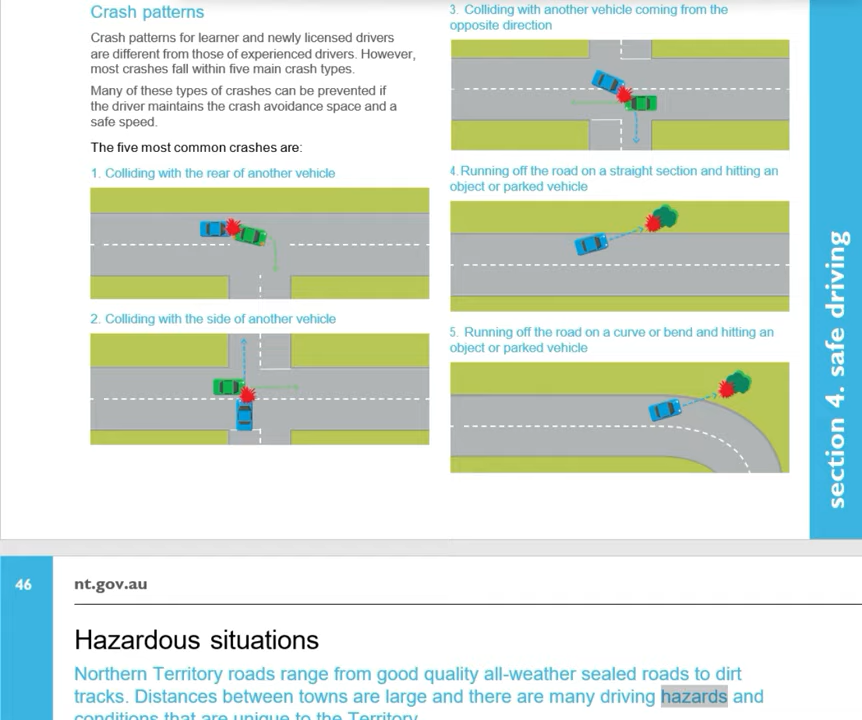 Crash patterns
Crash patterns for learner and newly licensed drivers
are different from those of experienced drivers. However,
most crashes fall within five main crash types.
Many of these types of crashes can be prevented if
the driver maintains the crash avoidance space and a
safe speed.
The five most common crashes are:
1. Colliding with the rear of another vehicle
2. Colliding with the side of another vehicle
3. Colliding with another vehicle coming from the
opposite direction
4.Running off the road on a straight section and hitting an
object or parked vehicle
5. Running off the road on a curve or bend and hitting an
object or parked vehicle
section 4. safe driving
46
nt.gov.au
Hazardous situations
Northern Territory roads range from good quality all-weather sealed roads to dirt
tracks. Distances between towns are large and there are many driving hazards and
conditions that are unique to the Territory.